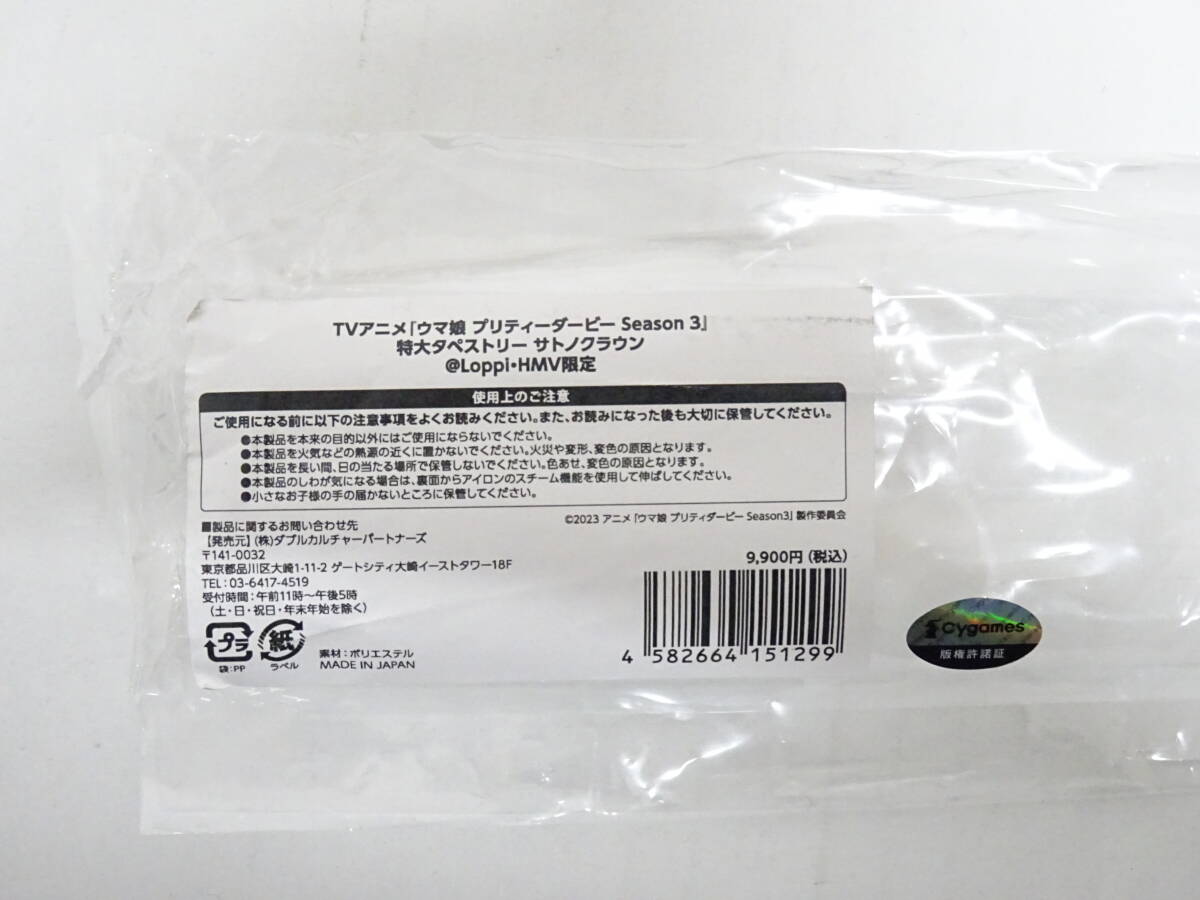 TVアニメ『ウマ娘 プリティーダービー Season 3』
特大タペストリー サトノクラウン
@Loppi・HMV限定
使用上のご注意
ご使用になる前に以下の注意事項をよくお読みください。また、お読みになった後も大切に保管してください。
●本製品を本来の目的以外にはご使用にならないでください。
●本製品を火気などの熱源の近くに置かないでください。火災や変形、変色の原因となります。
●本製品を長い間、日の当たる場所で保管しないでください。色あせ、変色の原因となります。
●本製品のしわが気になる場合は、裏面からアイロンのスチーム機能を使用して伸ばしてください。
●小さなお子様の手の届かないところに保管してください。
©2023 アニメ『ウマ娘 プリティダービー Season3』製作委員会
■製品に関するお問い合わせ先
【発売元】(株)ダブルカルチャーパートナーズ
〒141-0032
東京都品川区大崎1-11-2 ゲートシティ大崎イーストタワー18F
TEL：03-6417-4519
受付時間：午前11時～午後5時
(土・日・祝日・年末年始を除く)
プラ
袋:PP
紙
ラベル
素材：ポリエステル
MADE IN JAPAN
9,900円(税込)
4 582664 151299
Cygames
版権許諾証